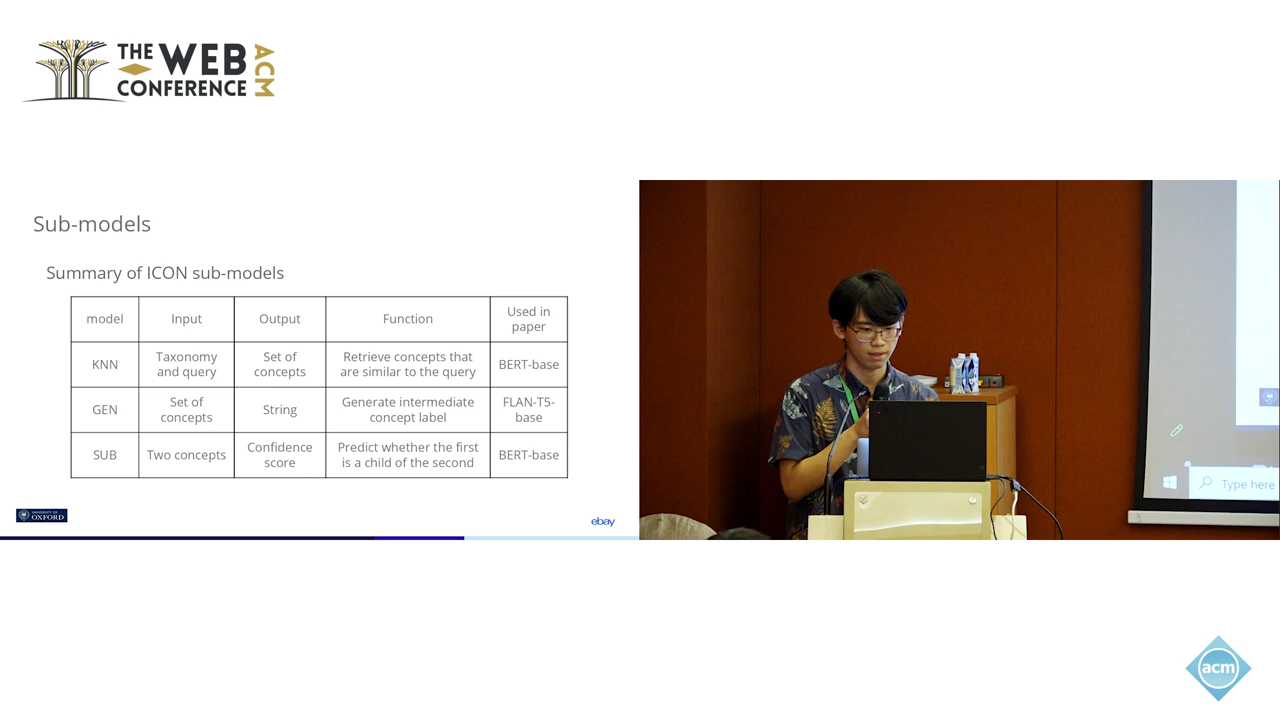 THE WEB
CONFERENCE
ACM
Sub-models
Summary of ICON sub-models
model Input Output Function Used in paper
KNN Taxonomy and query Set of concepts Retrieve concepts that are similar to the query BERT-base
GEN Set of concepts String Generate intermediate concept label FLAN-T5-base
SUB Two concepts Confidence score Predict whether the first is a child of the second BERT-base
UNIVERSITY OF
OXFORD
ebay
Type here
acm